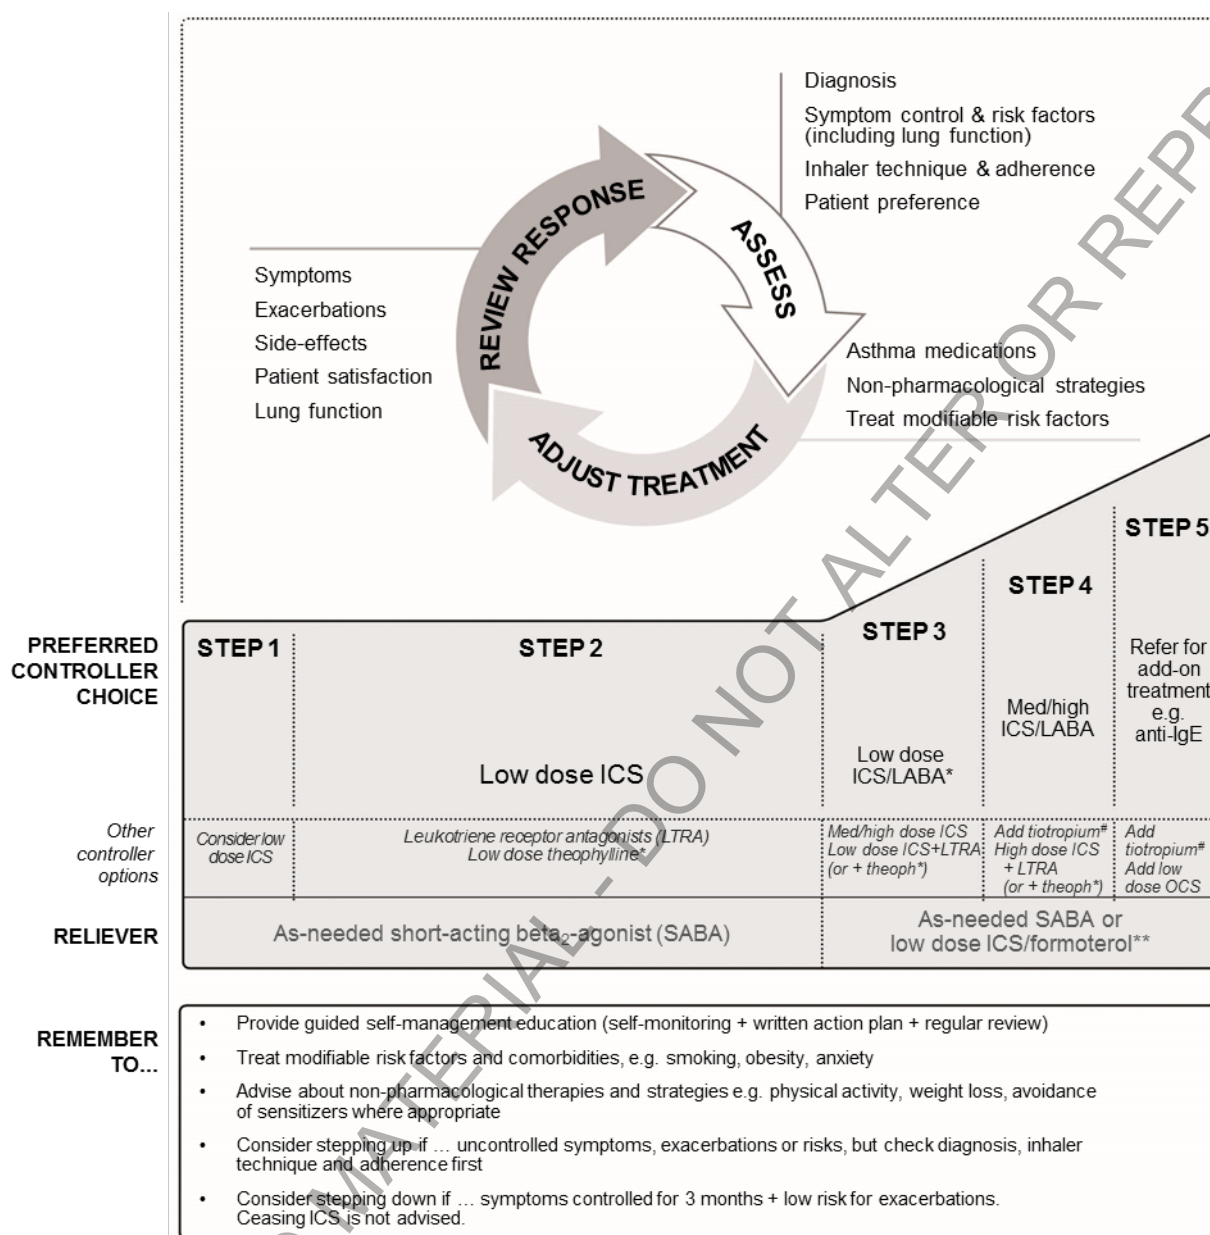 Diagnosis
Symptom control & risk factors
(including lung function)
Inhaler technique & adherence
Patient preference
REVIEW RESPONSE
ASSESS
ADJUST TREATMENT
Symptoms
Exacerbations
Side-effects
Patient satisfaction
Lung function
Asthma medications
Non-pharmacological strategies
Treat modifiable risk factors
PREFERRED
CONTROLLER
CHOICE
STEP 1
STEP 2
Low dose ICS
STEP 3
Low dose
ICS/LABA*
STEP 4
Med/high
ICS/LABA
STEP 5
Refer for
add-on
treatment
e.g.
anti-IgE
Other
controller
options
Consider low
dose ICS
Leukotriene receptor antagonists (LTRA)
Low dose theophylline*
Med/high dose ICS
Low dose ICS+LTRA
(or + theoph*)
Add tiotropium#
High dose ICS
+ LTRA
(or + theoph*)
Add
tiotropium#
Add low
dose OCS
RELIEVER
As-needed short-acting beta2-agonist (SABA)
As-needed SABA or
low dose ICS/formoterol**
REMEMBER
TO...
• Provide guided self-management education (self-monitoring + written action plan + regular review)
• Treat modifiable risk factors and comorbidities, e.g. smoking, obesity, anxiety
• Advise about non-pharmacological therapies and strategies e.g. physical activity, weight loss, avoidance
of sensitizers where appropriate
• Consider stepping up if … uncontrolled symptoms, exacerbations or risks, but check diagnosis, inhaler
technique and adherence first
• Consider stepping down if … symptoms controlled for 3 months + low risk for exacerbations.
Ceasing ICS is not advised.
MATERIAL - DO NOT ALTER OR